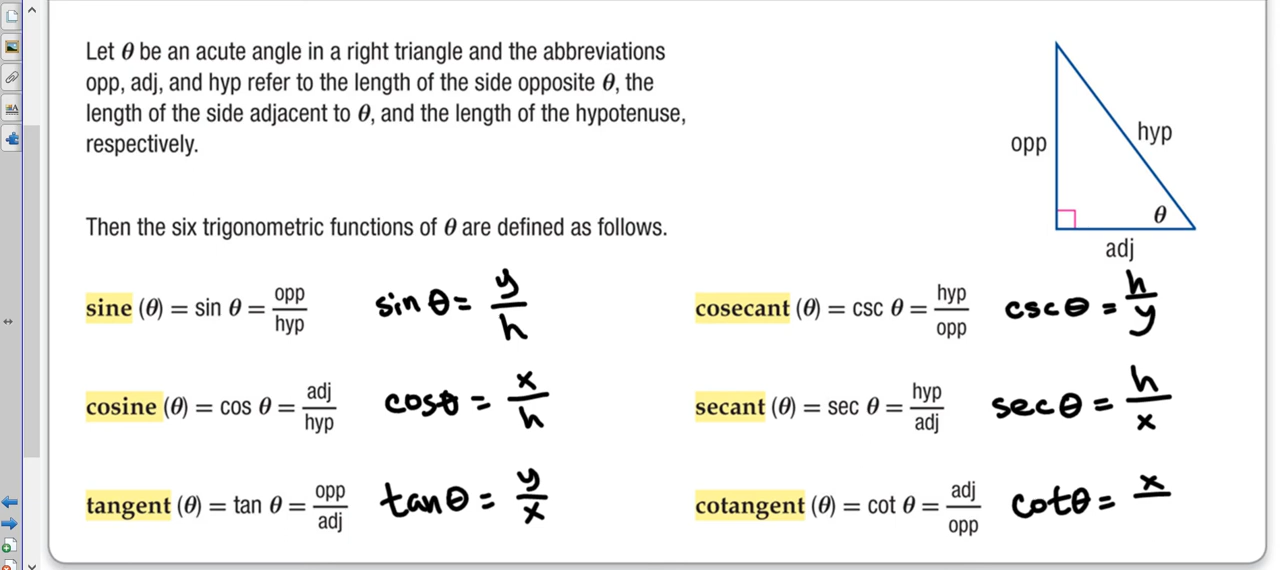 Let θ be an acute angle in a right triangle and the abbreviations
opp, adj, and hyp refer to the length of the side opposite θ, the
length of the side adjacent to θ, and the length of the hypotenuse,
respectively.
opp
hyp
θ
adj
Then the six trigonometric functions of θ are defined as follows.
sine (θ) = sin θ = opp/hyp sin θ = y/h
cosecant (θ) = csc θ = hyp/opp csc θ = h/y
cosine (θ) = cos θ = adj/hyp cos θ = x/h
secant (θ) = sec θ = hyp/adj sec θ = h/x
tangent (θ) = tan θ = opp/adj tan θ = y/x
cotangent (θ) = cot θ = adj/opp cot θ = x/